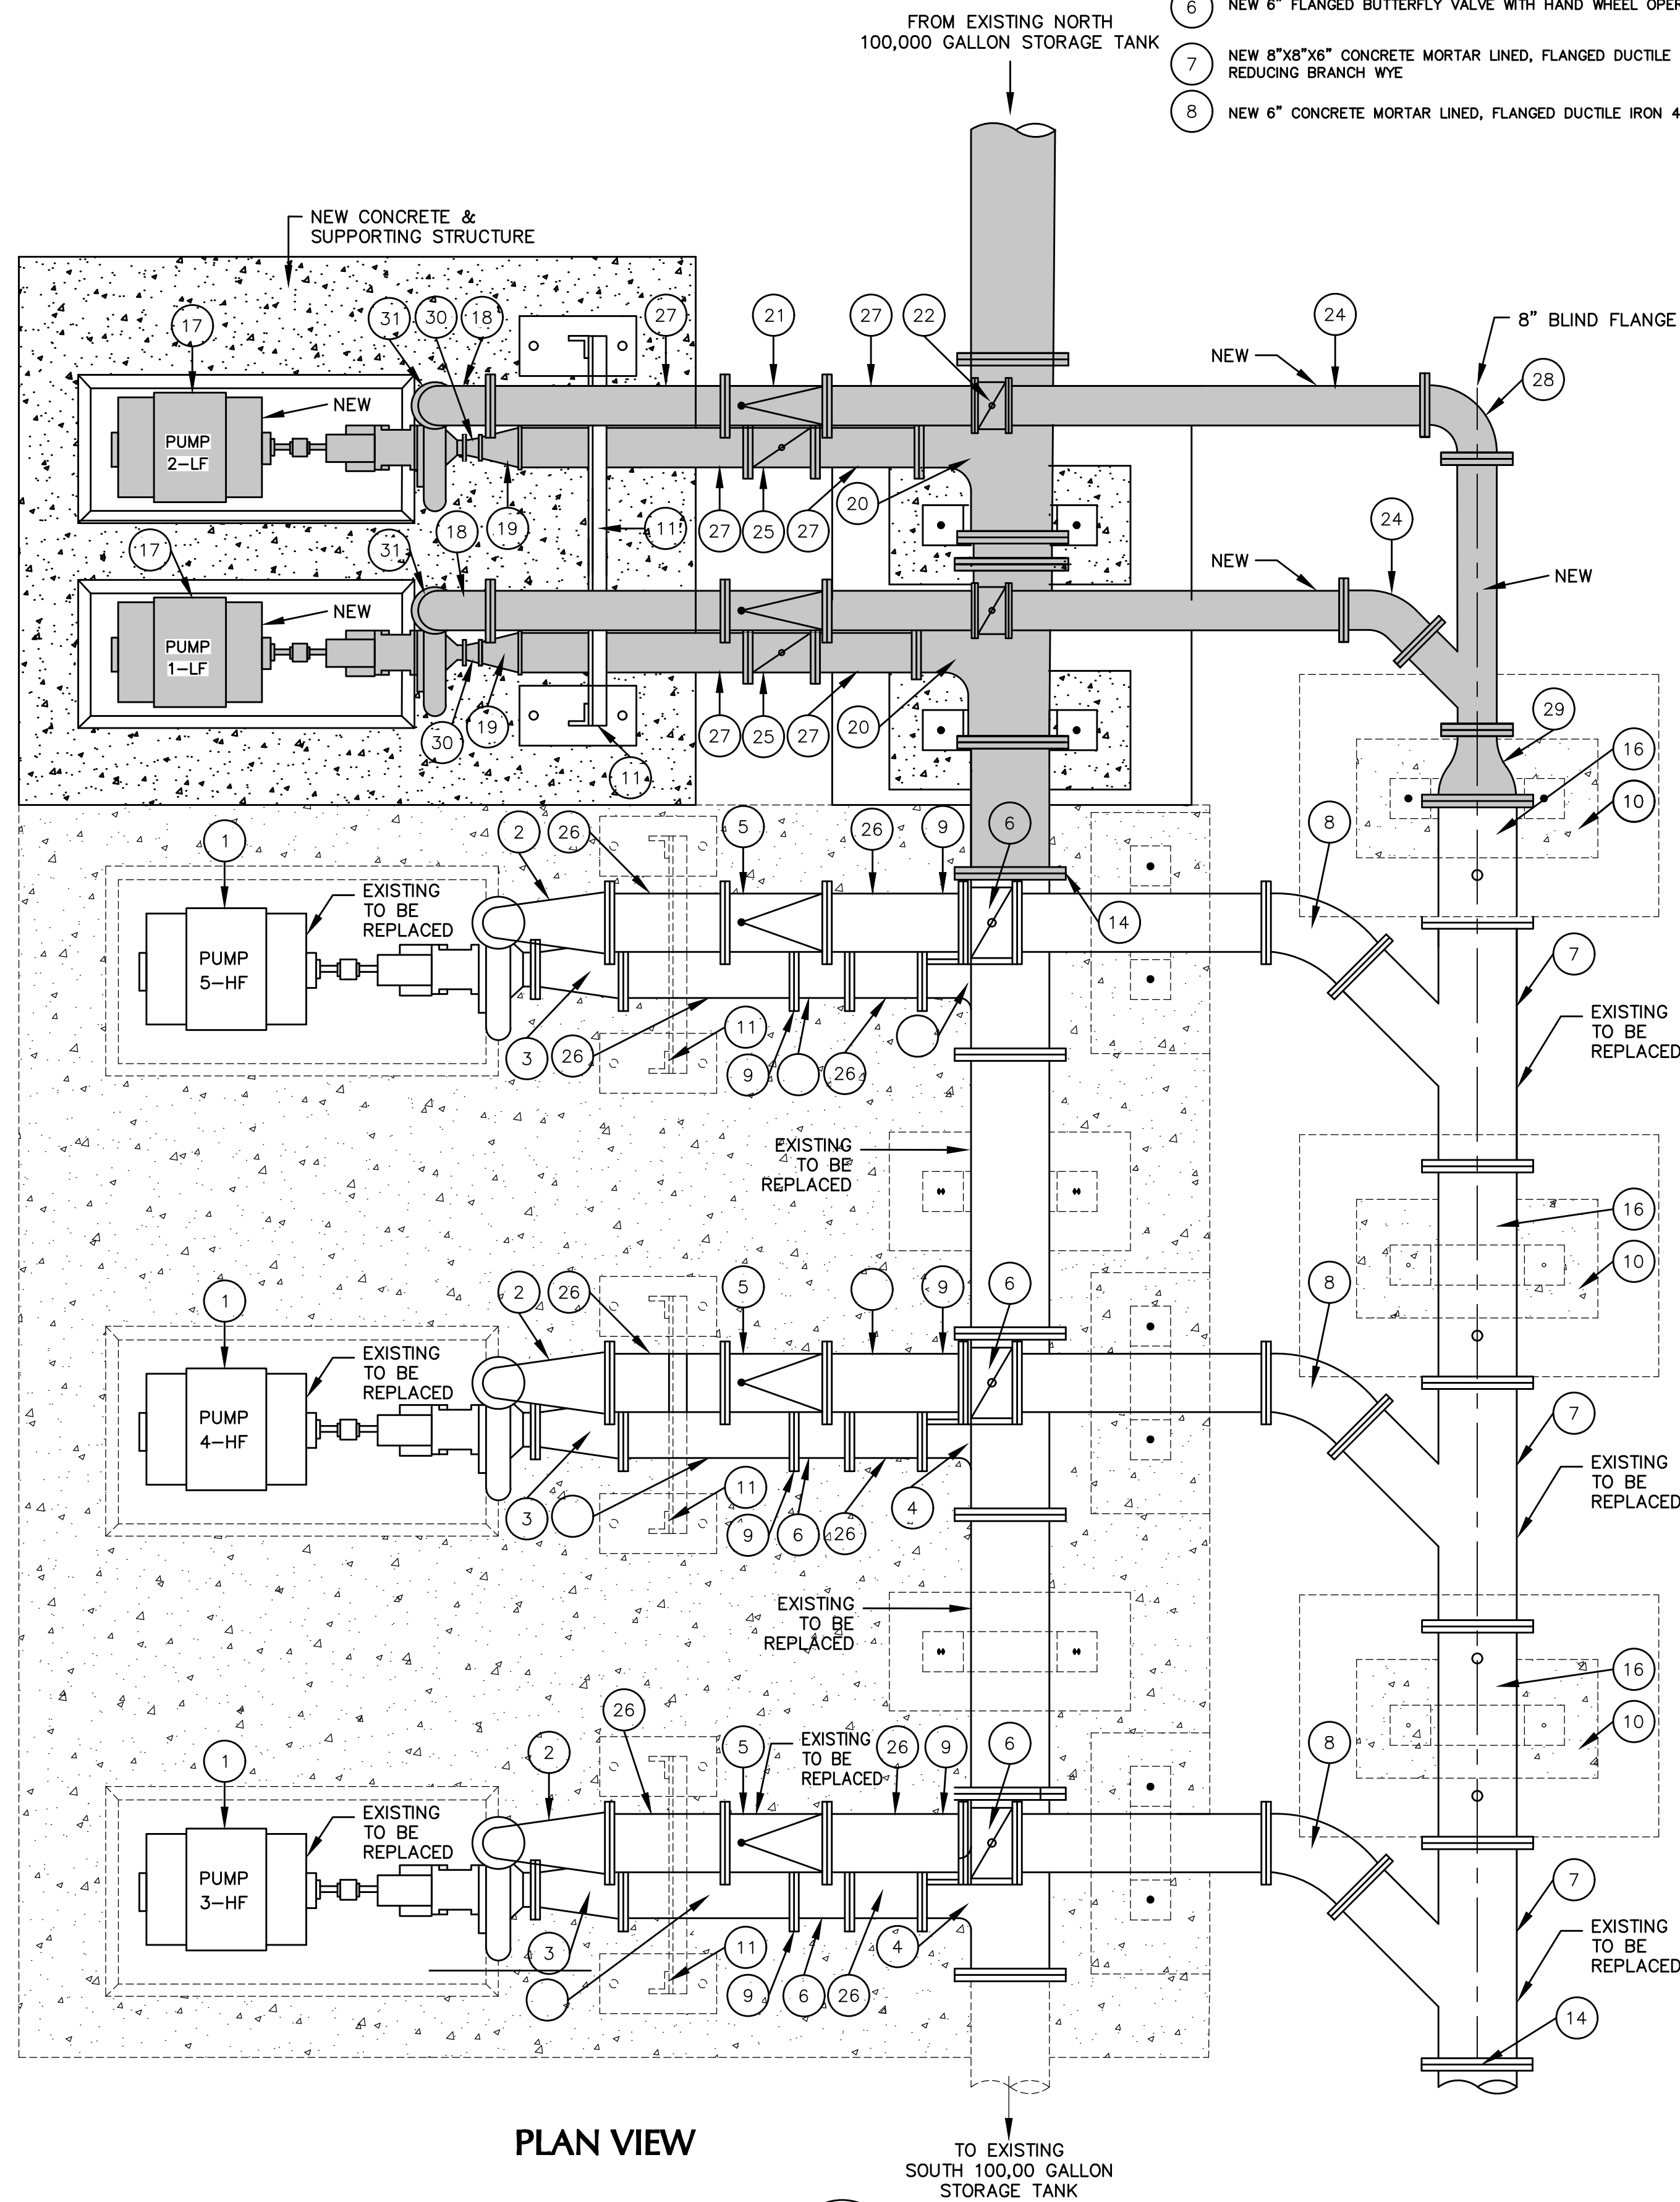 FROM EXISTING NORTH
100,000 GALLON STORAGE TANK
6 NEW 6" FLANGED BUTTERFLY VALVE WITH HAND WHEEL OPER
7 NEW 8"X8"X6" CONCRETE MORTAR LINED, FLANGED DUCTILE
REDUCING BRANCH WYE
8 NEW 6" CONCRETE MORTAR LINED, FLANGED DUCTILE IRON 4
NEW CONCRETE &
SUPPORTING STRUCTURE
17
31
30
18
27
21
27
22
24
8" BLIND FLANGE
NEW
28
NEW
PUMP
2-LF
20
19
11
27
25
27
18
31
17
24
NEW
NEW
NEW
PUMP
1-LF
30
19
11
27
25
27
20
29
16
10
1
2
26
5
26
9
6
8
EXISTING
TO BE
REPLACED
14
PUMP
5-HF
7
3
26
11
9
26
EXISTING
TO BE
REPLACED
EXISTING
TO BE
REPLACED
16
10
1
2
26
5
9
6
8
EXISTING
TO BE
REPLACED
PUMP
4-HF
7
3
11
9
6
26
4
EXISTING
TO BE
REPLACED
EXISTING
TO BE
REPLACED
16
10
26
1
2
5
EXISTING
TO BE
REPLACED
26
9
6
8
EXISTING
TO BE
REPLACED
PUMP
3-HF
7
3
11
9
6
26
4
EXISTING
TO BE
REPLACED
14
PLAN VIEW
TO EXISTING
SOUTH 100,00 GALLON
STORAGE TANK